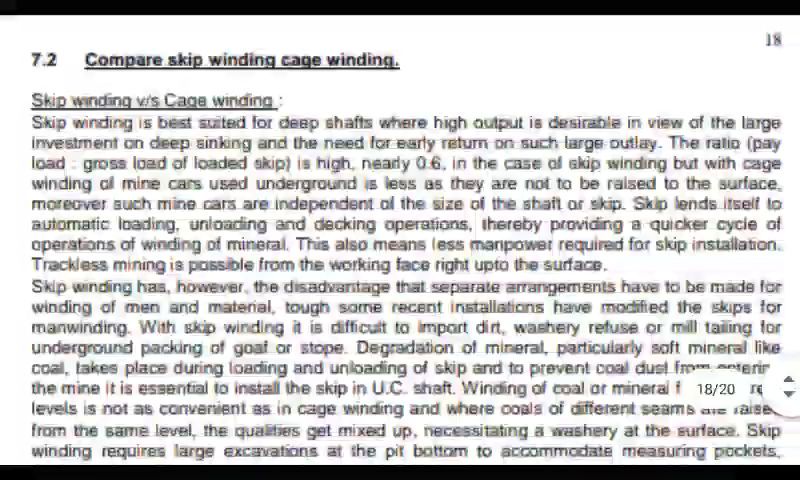 18
7.2 Compare skip winding cage winding.
Skip winding v/s Cage winding :
Skip winding is best suited for deep shafts where high output is desirable in view of the large
investment on deep sinking and the need for early return on such large outlay. The ratio (pay
load : gross load of loaded skip) is high, nearly 0.6, in the case of skip winding but with cage
winding of mine cars used underground is less as they are not to be raised to the surface,
moreover such mine cars are independent of the size of the shaft or skip. Skip lends itself to
automatic loading, unloading and decking operations, thereby providing a quicker cycle of
operations of winding of mineral. This also means less manpower required for skip installation.
Trackless mining is possible from the working face right upto the surface.
Skip winding has, however, the disadvantage that separate arrangements have to be made for
winding of men and material, tough some recent installations have modified the skips for
manwinding. With skip winding it is difficult to import dirt, washery refuse or mill tailing for
underground packing of goaf or stope. Degradation of mineral, particularly soft mineral like
coal, takes place during loading and unloading of skip and to prevent coal dust from
the mine it is essential to install the skip in U.C. shaft. Winding of coal or mineral
18/20
levels is not as convenient as in cage winding and where coals of different seams are
from the same level, the qualities get mixed up, necessitating a washery at the surface. Skip
winding requires large excavations at the pit bottom to accommodate measuring pockets,